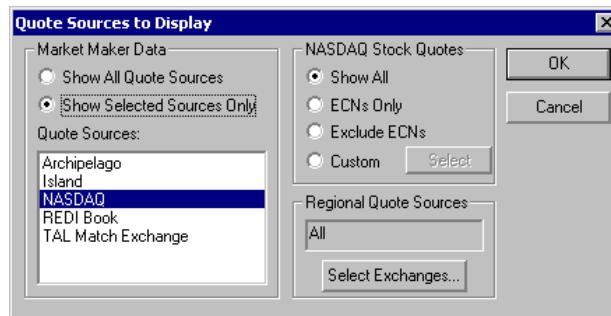 Quote Sources to Display
Market Maker Data
Show All Quote Sources
Show Selected Sources Only
Quote Sources:
Archipelago
Island
NASDAQ
REDI Book
TAL Match Exchange
NASDAQ Stock Quotes
Show All
ECNs Only
Exclude ECNs
Custom
Select
Regional Quote Sources
All
Select Exchanges...
OK
Cancel